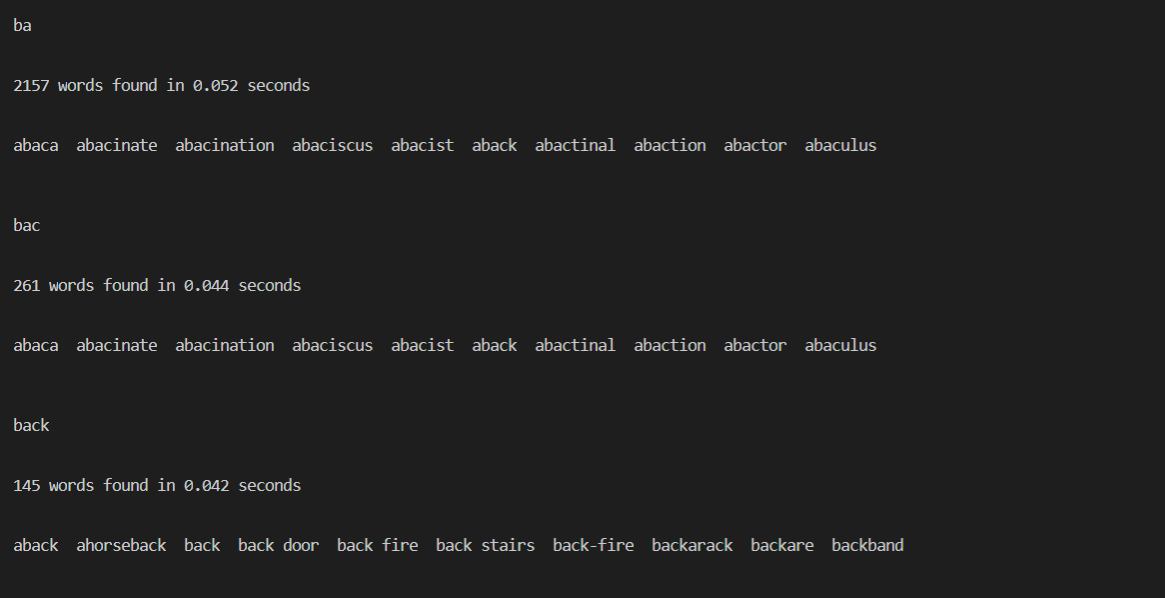 ba
2157 words found in 0.052 seconds
abaca  abacinate  abacination  abaciscus  abacist  aback  abactinal  abaction  abactor  abaculus
bac
261 words found in 0.044 seconds
abaca  abacinate  abacination  abaciscus  abacist  aback  abactinal  abaction  abactor  abaculus
back
145 words found in 0.042 seconds
aback  ahorseback  back  back door  back fire  back stairs  back-fire  backarack  backare  backband